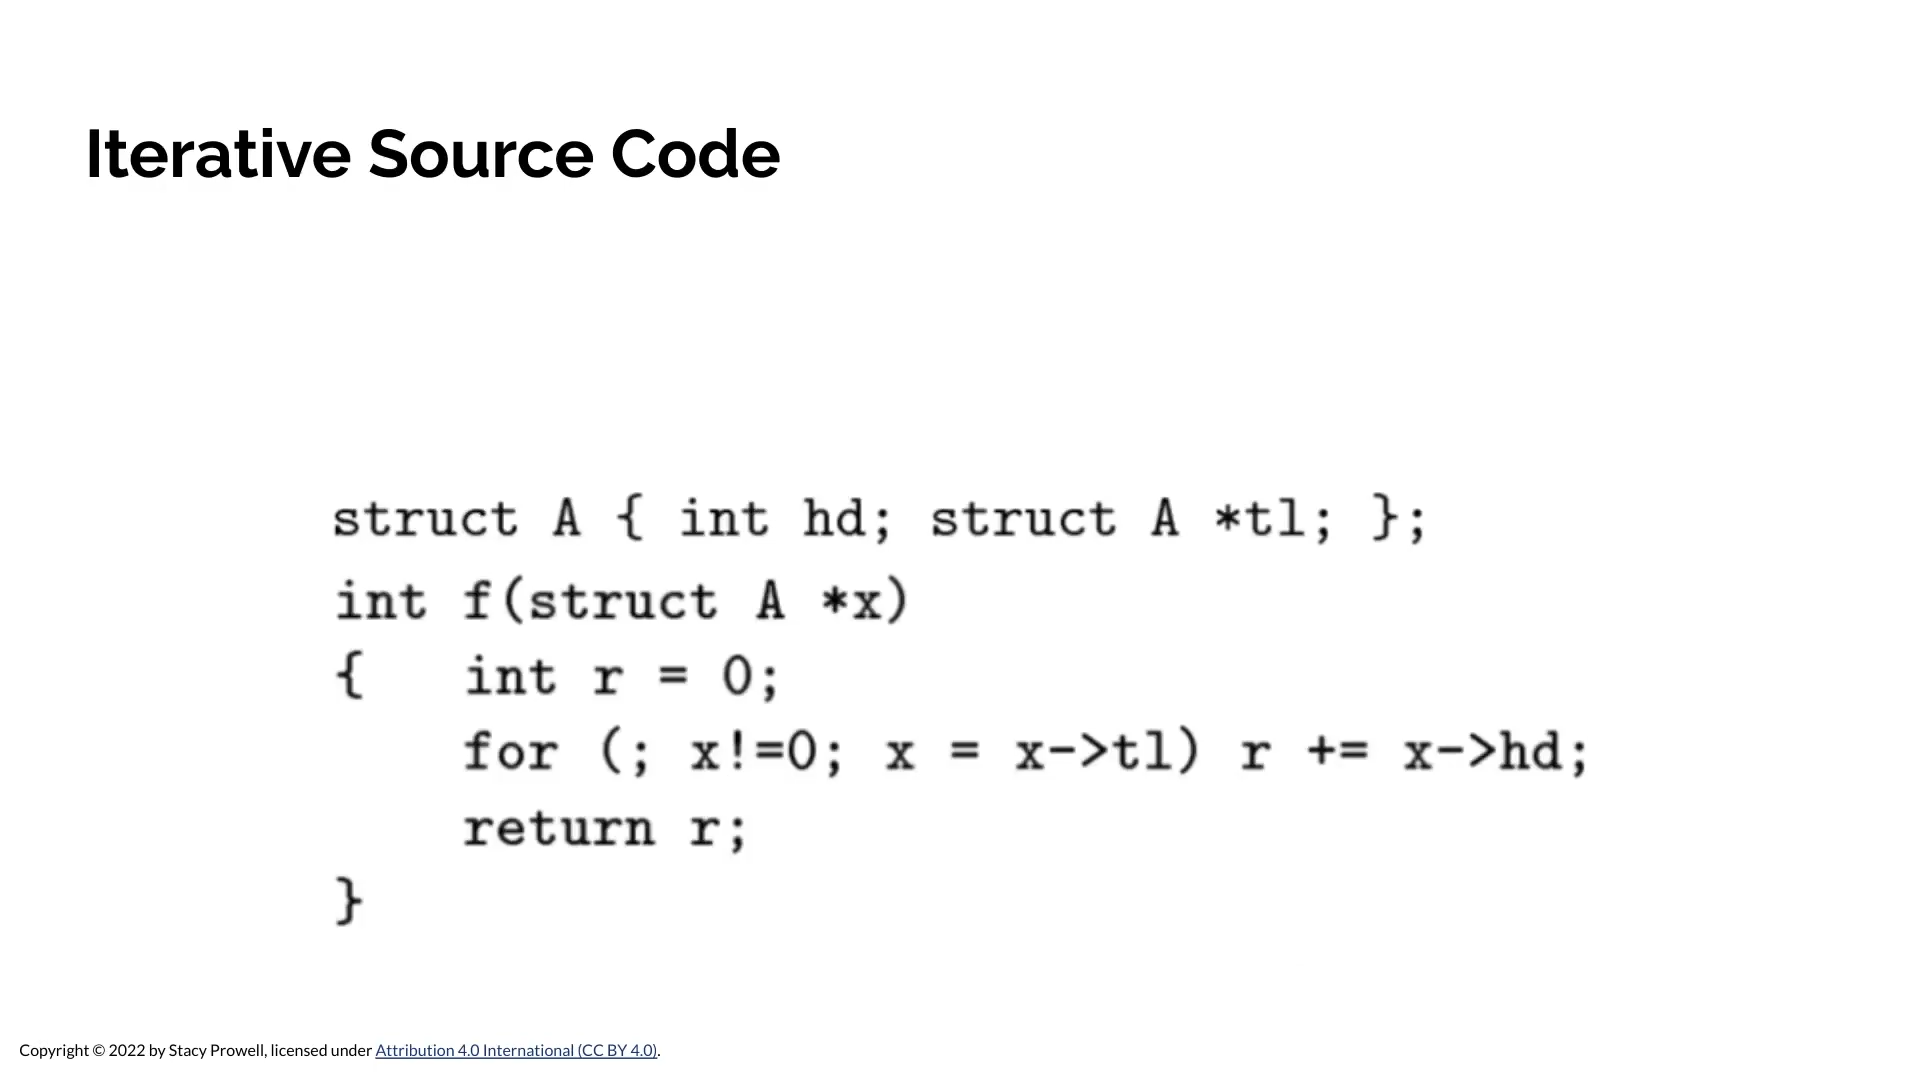 Iterative Source Code
struct A { int hd; struct A *tl; };
int f(struct A *x)
{   int r = 0;
    for (; x!=0; x = x->tl) r += x->hd;
    return r;
}
Copyright © 2022 by Stacy Prowell, licensed under Attribution 4.0 International (CC BY 4.0).